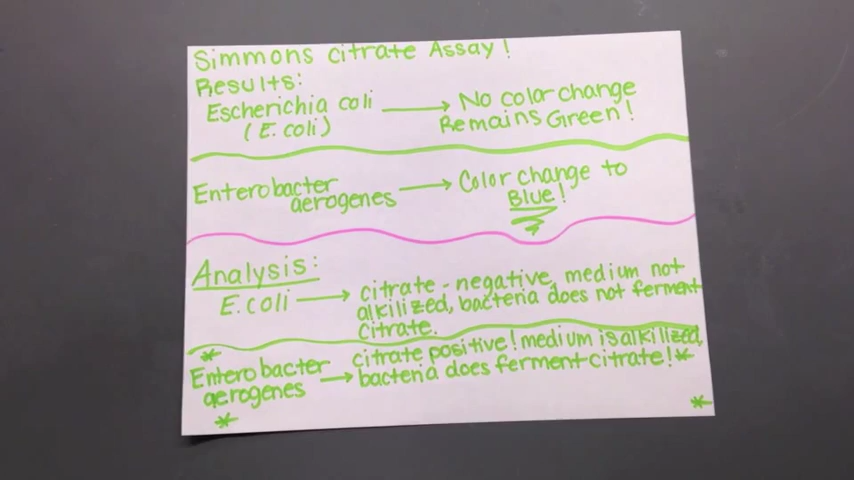 Simmons Citrate Assay!
Results:
Escherichia coli → No color change
(E. coli) Remains Green!
Enterobacter → Color change to
aerogenes Blue!
Analysis:
E. coli → citrate - negative, medium not
alkilized, bacteria does not ferment
citrate.
* Enterobacter → citrate positive! medium is alkilized,
aerogenes bacteria does ferment citrate! *
* *